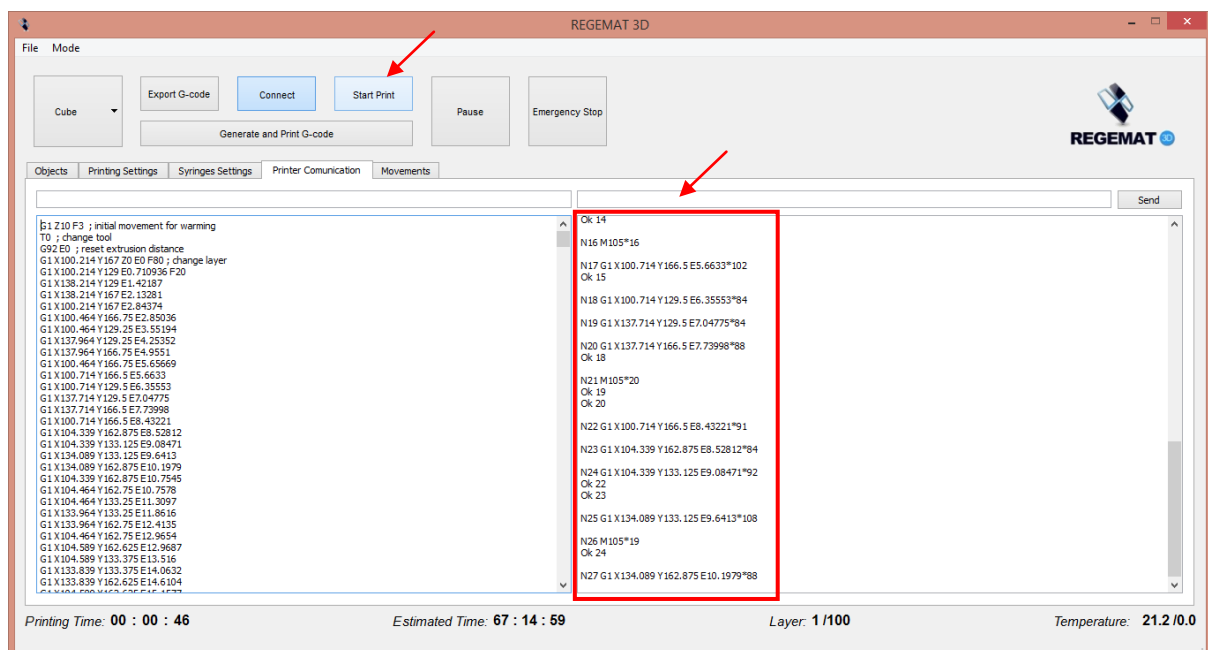 REGEMAT 3D
File Mode
Cube
Export G-code
Connect
Start Print
Generate and Print G-code
Pause
Emergency Stop
REGEMAT 3D
Objects Printing Settings Syringes Settings Printer Comunication Movements
Send
G1 Z10 F3 ; initial movement for warming
T0 ; change tool
G92 E0 ; reset extrusion distance
G1 X100.214 Y167 Z0 E0 F80 ; change layer
G1 X100.214 Y129 E0.710936 F20
G1 X138.214 Y129 E1.42187
G1 X138.214 Y167 E2.13281
G1 X100.214 Y167 E2.84374
G1 X100.464 Y166.75 E2.85036
G1 X100.464 Y129.25 E3.55194
G1 X137.964 Y129.25 E4.25352
G1 X137.964 Y166.75 E4.9551
G1 X100.464 Y166.75 E5.65669
G1 X100.714 Y166.5 E5.6633
G1 X100.714 Y129.5 E6.35553
G1 X137.714 Y129.5 E7.04775
G1 X137.714 Y166.5 E7.73998
G1 X100.714 Y166.5 E8.43221
G1 X104.339 Y162.875 E8.52812
G1 X104.339 Y133.125 E9.08471
G1 X134.089 Y133.125 E9.6413
G1 X134.089 Y162.875 E10.1979
G1 X104.339 Y162.875 E10.7545
G1 X104.464 Y162.75 E10.7578
G1 X104.464 Y133.25 E11.3097
G1 X133.964 Y133.25 E11.8616
G1 X133.964 Y162.75 E12.4135
G1 X104.464 Y162.75 E12.9654
G1 X104.589 Y162.625 E12.9687
G1 X104.589 Y133.375 E13.516
G1 X133.839 Y133.375 E14.0632
G1 X133.839 Y162.625 E14.6104
Ok 14
N16 M105*16
N17 G1 X100.714 Y166.5 E5.6633*102
Ok 15
N18 G1 X100.714 Y129.5 E6.35553*84
N19 G1 X137.714 Y129.5 E7.04775*84
N20 G1 X137.714 Y166.5 E7.73998*88
Ok 18
N21 M105*20
Ok 19
Ok 20
N22 G1 X100.714 Y166.5 E8.43221*91
N23 G1 X104.339 Y162.875 E8.52812*84
N24 G1 X104.339 Y133.125 E9.08471*92
Ok 22
Ok 23
N25 G1 X134.089 Y133.125 E9.6413*108
N26 M105*19
Ok 24
N27 G1 X134.089 Y162.875 E10.1979*88
Printing Time: 00 : 00 : 46
Estimated Time: 67 : 14 : 59
Layer: 1 /100
Temperature: 21.2 /0.0